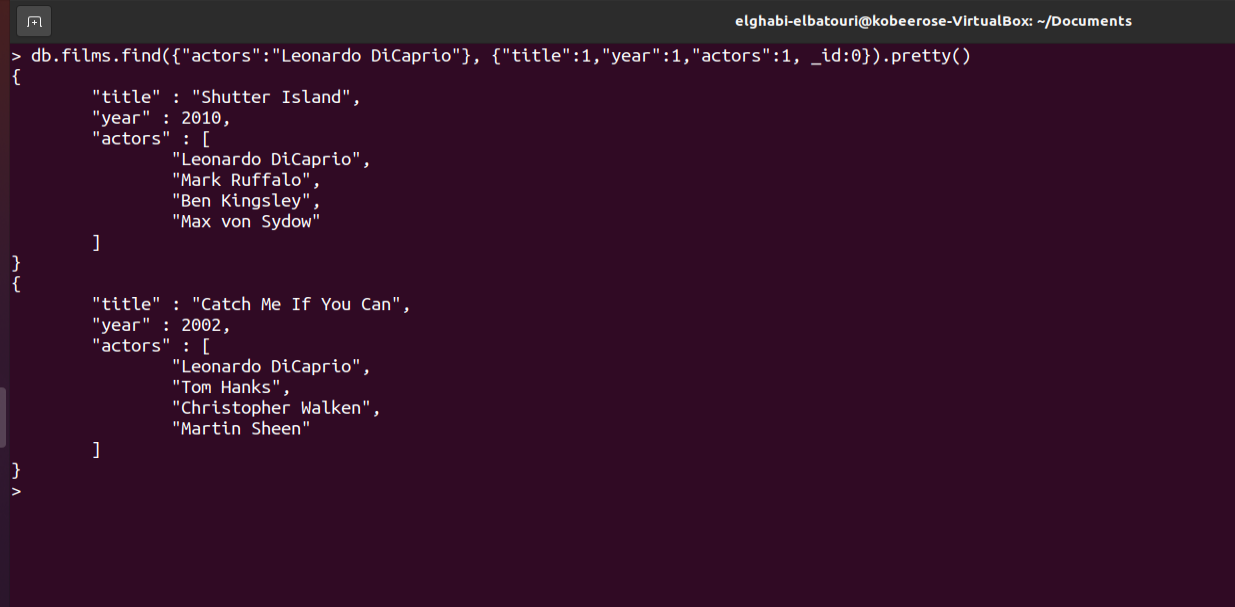 elghabi-elbatouri@kobeerose-VirtualBox: ~/Documents
> db.films.find({"actors":"Leonardo DiCaprio"}, {"title":1,"year":1,"actors":1, _id:0}).pretty()
{
        "title" : "Shutter Island",
        "year" : 2010,
        "actors" : [
                "Leonardo DiCaprio",
                "Mark Ruffalo",
                "Ben Kingsley",
                "Max von Sydow"
        ]
}
{
        "title" : "Catch Me If You Can",
        "year" : 2002,
        "actors" : [
                "Leonardo DiCaprio",
                "Tom Hanks",
                "Christopher Walken",
                "Martin Sheen"
        ]
}
>